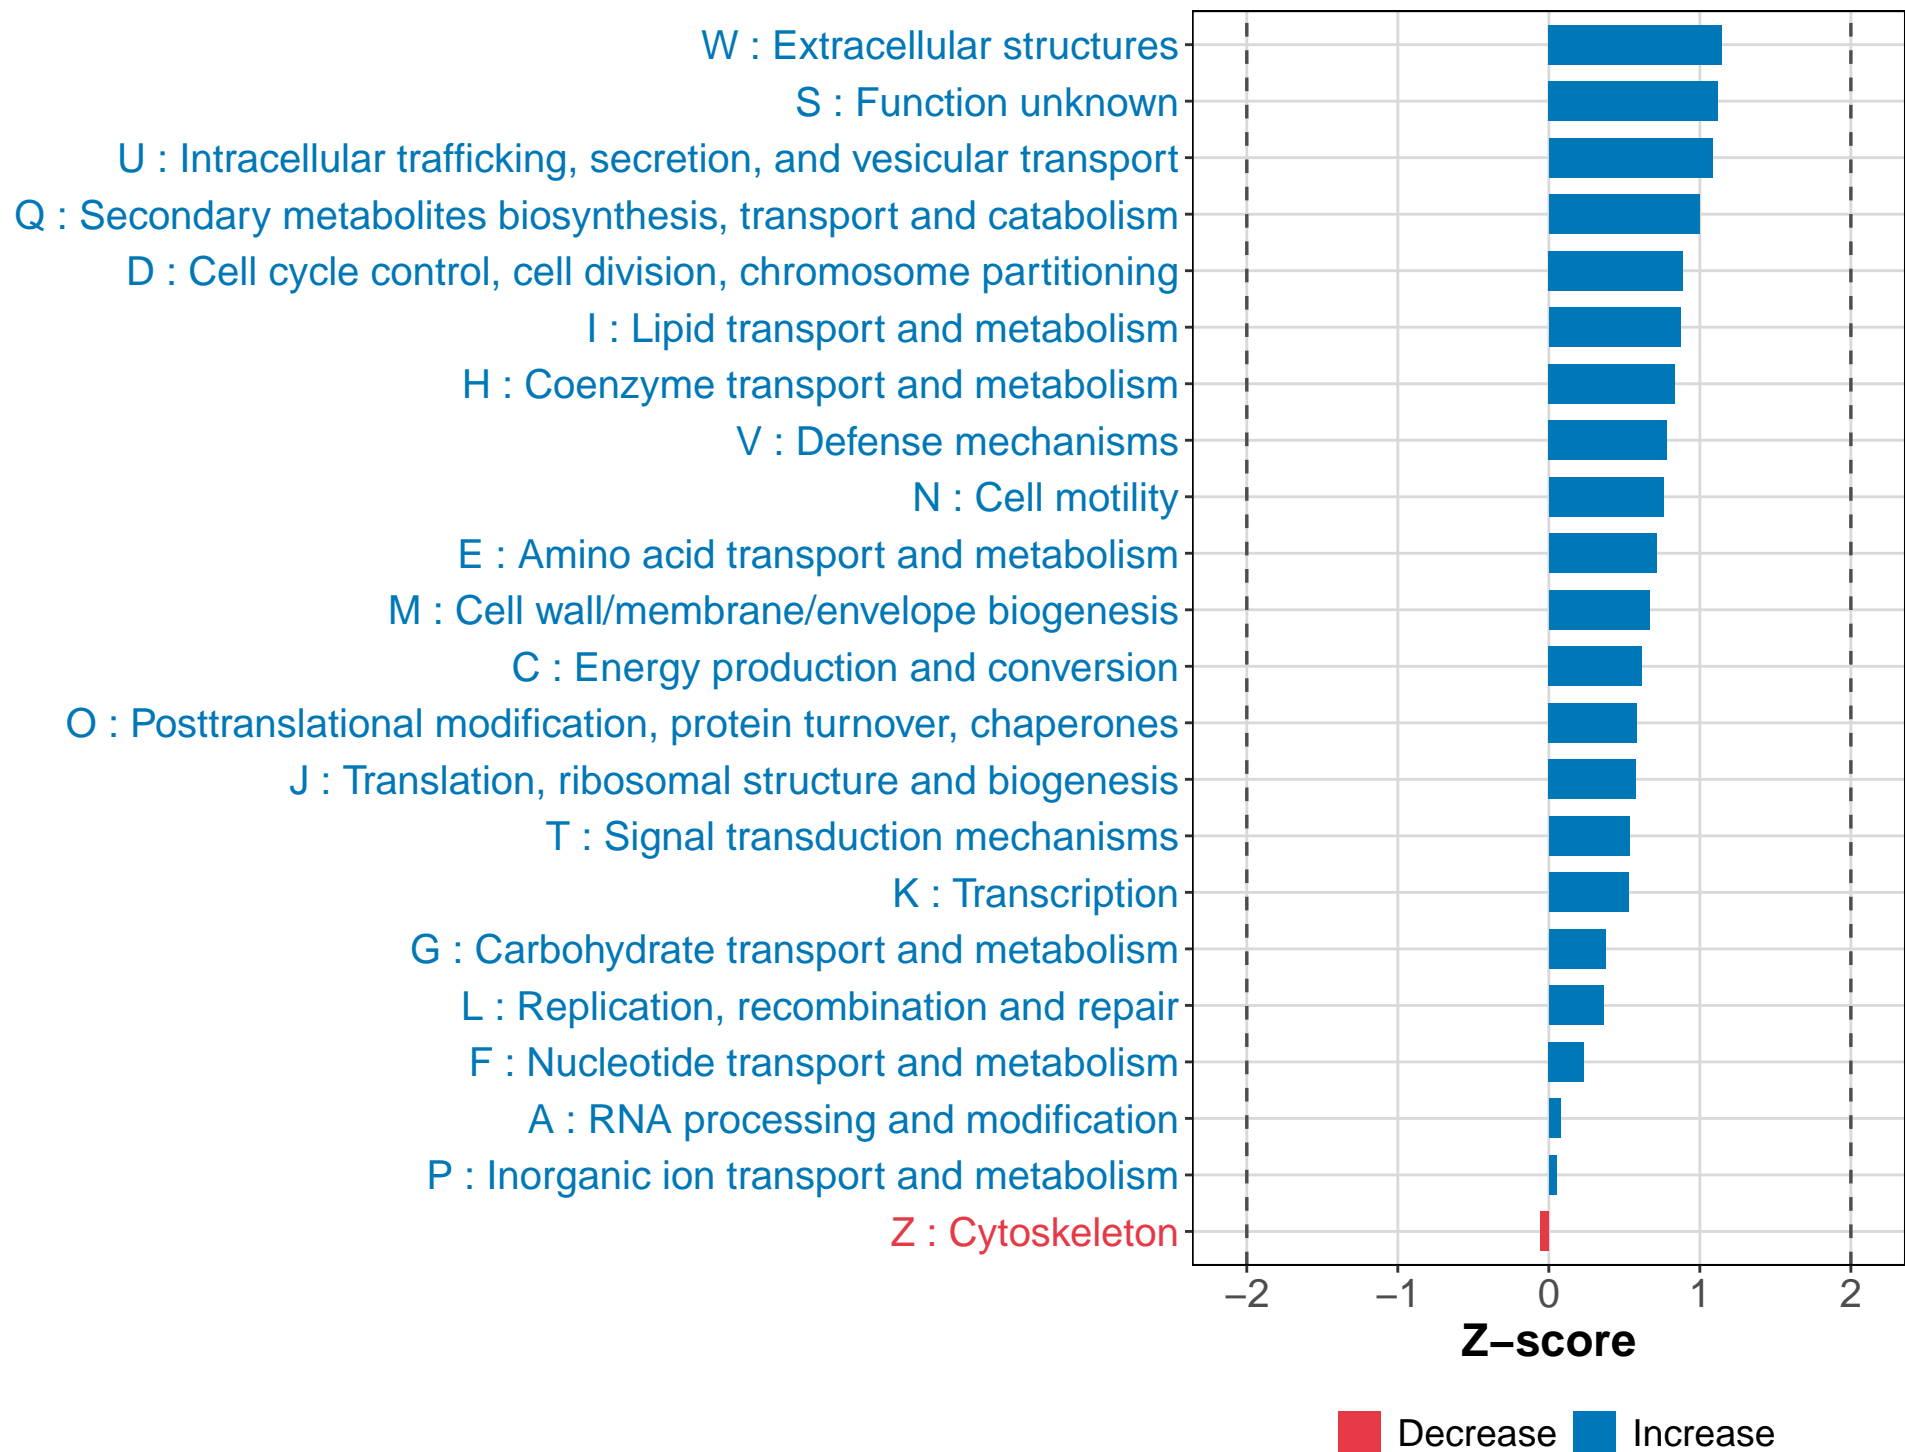 W : Extracellular structures
S : Function unknown
U : Intracellular trafficking, secretion, and vesicular transport
Q : Secondary metabolites biosynthesis, transport and catabolism
D : Cell cycle control, cell division, chromosome partitioning
I : Lipid transport and metabolism
H : Coenzyme transport and metabolism
V : Defense mechanisms
N : Cell motility
E : Amino acid transport and metabolism
M : Cell wall/membrane/envelope biogenesis
C : Energy production and conversion
O : Posttranslational modification, protein turnover, chaperones
J : Translation, ribosomal structure and biogenesis
T : Signal transduction mechanisms
K : Transcription
G : Carbohydrate transport and metabolism
L : Replication, recombination and repair
F : Nucleotide transport and metabolism
A : RNA processing and modification
P : Inorganic ion transport and metabolism
Z : Cytoskeleton
−2 −1 0 1 2
Z−score
Decrease Increase